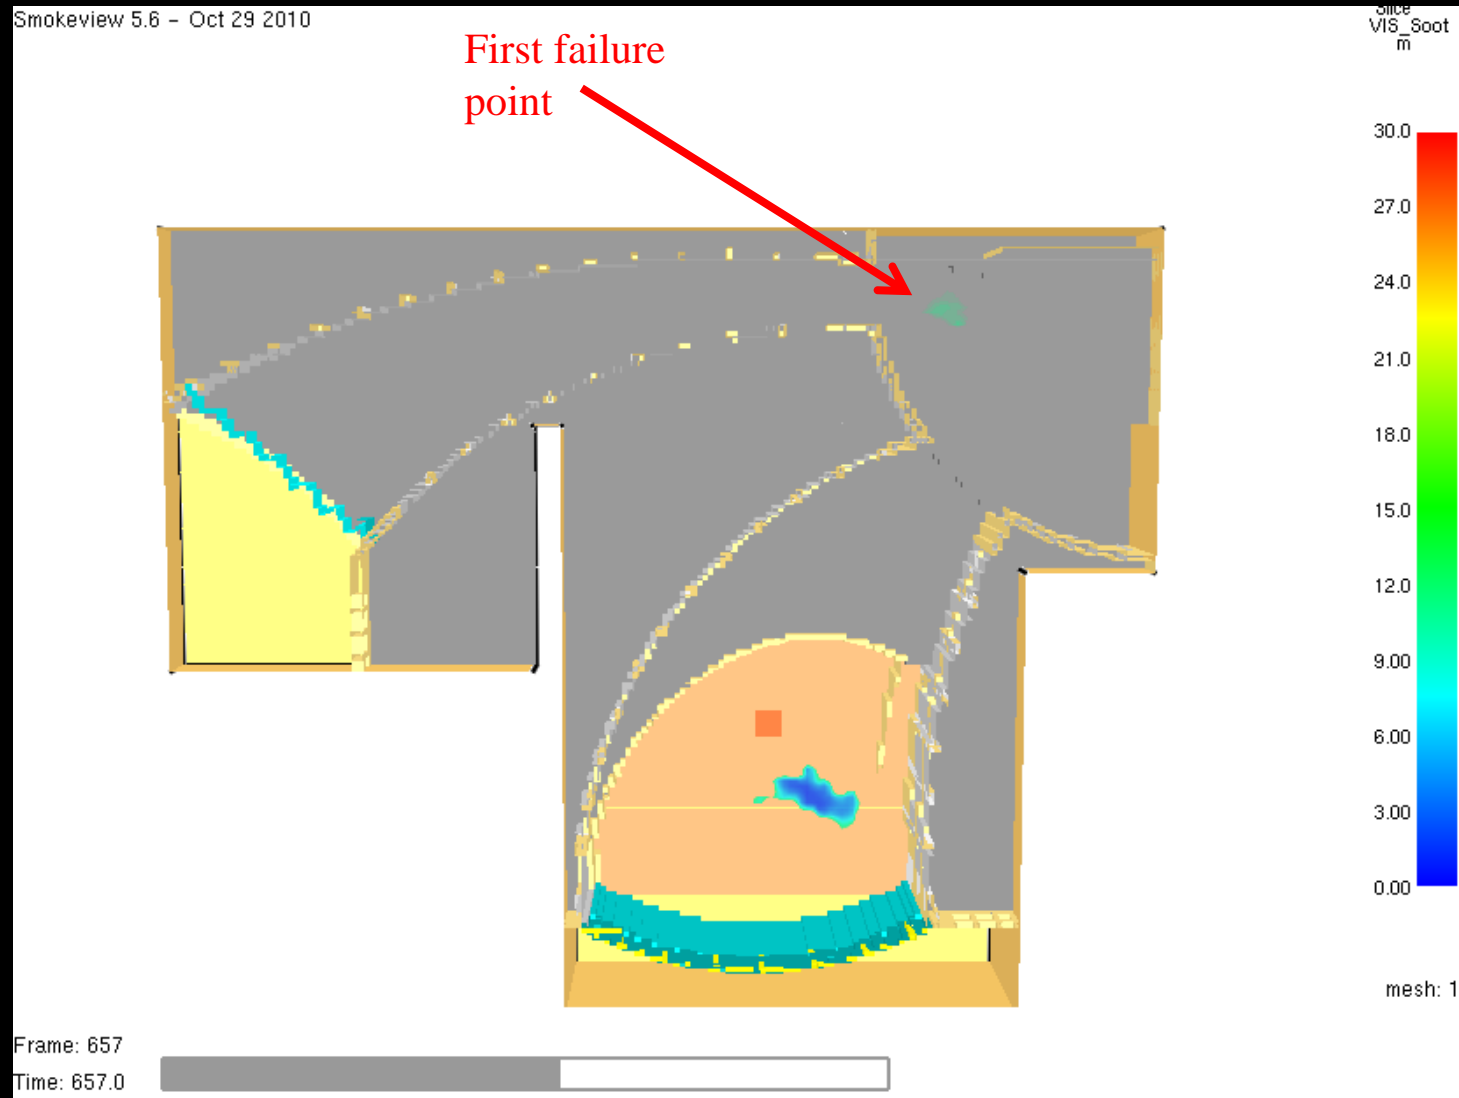 Smokeview 5.6 – Oct 29 2010
First failure
point
Slice
VIS_Soot
m
30.0
27.0
24.0
21.0
18.0
15.0
12.0
9.00
6.00
3.00
0.00
mesh: 1
Frame: 657
Time: 657.0